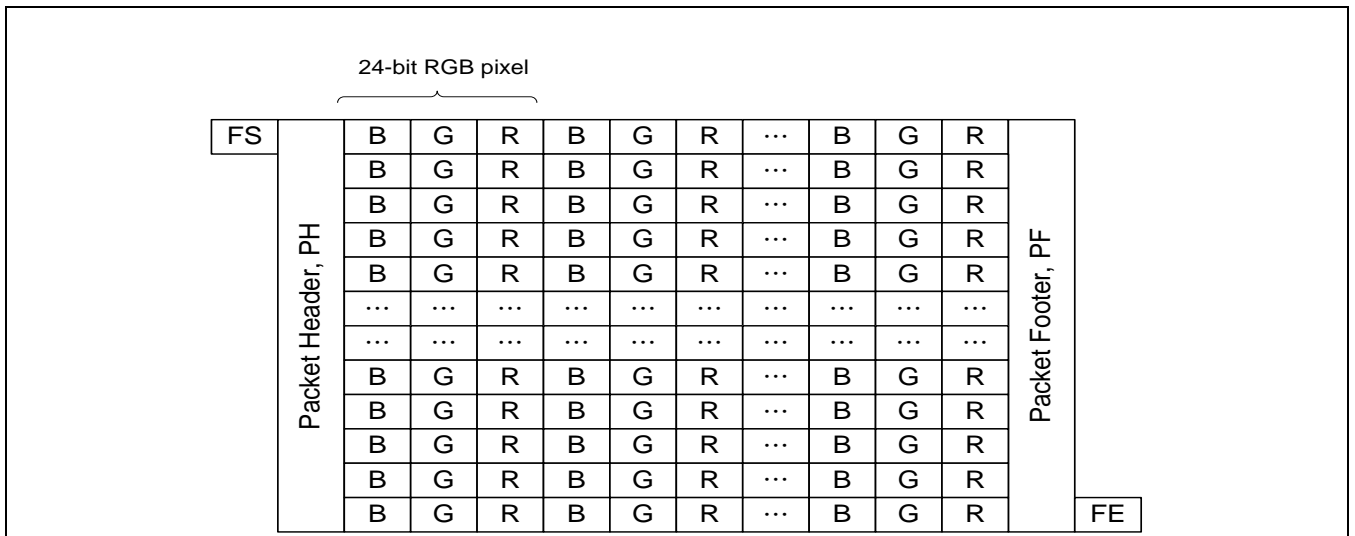 24-bit RGB pixel
FS B G R B G R ... B G R
B G R B G R ... B G R
B G R B G R ... B G R
B G R B G R ... B G R
B G R B G R ... B G R
... ... ... ... ... ... ... ... ... ...
... ... ... ... ... ... ... ... ... ...
B G R B G R ... B G R
B G R B G R ... B G R
B G R B G R ... B G R
B G R B G R ... B G R
B G R B G R ... B G R FE
Packet Header, PH
Packet Footer, PF